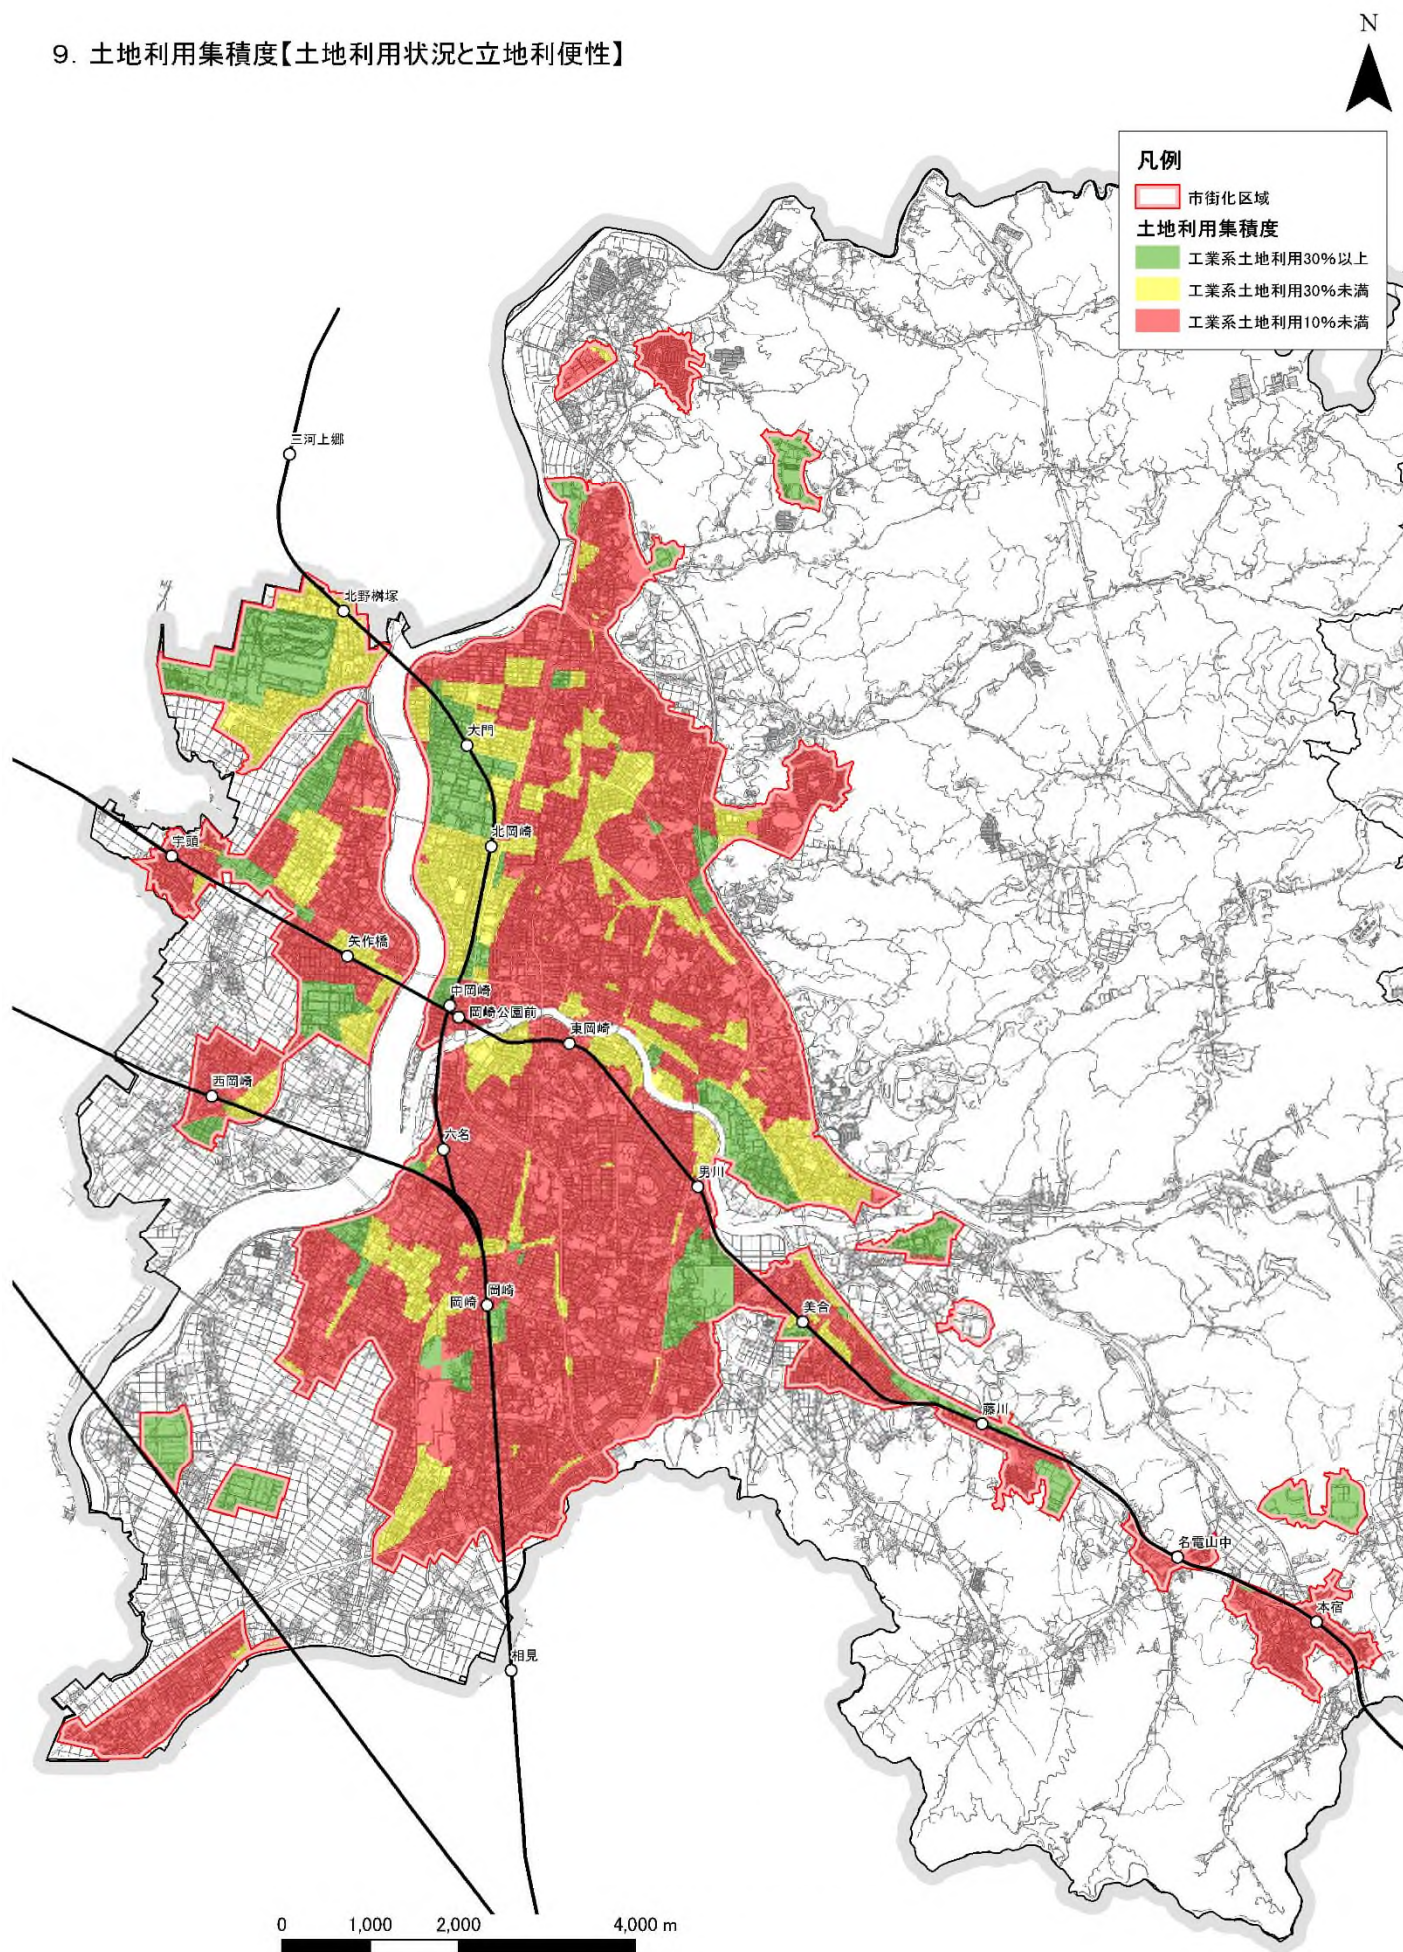 9. 土地利用集積度【土地利用状況と立地利便性】
N
凡例
市街化区域
土地利用集積度
工業系土地利用30%以上
工業系土地利用30%未満
工業系土地利用10%未満
三河上郷
北野桝塚
大門
北岡崎
宇頭
矢作橋
中岡崎
岡崎公園前
東岡崎
西岡崎
六名
男川
岡崎
岡崎
美合
藤川
名電山中
本宿
相見
0 1,000 2,000 4,000 m